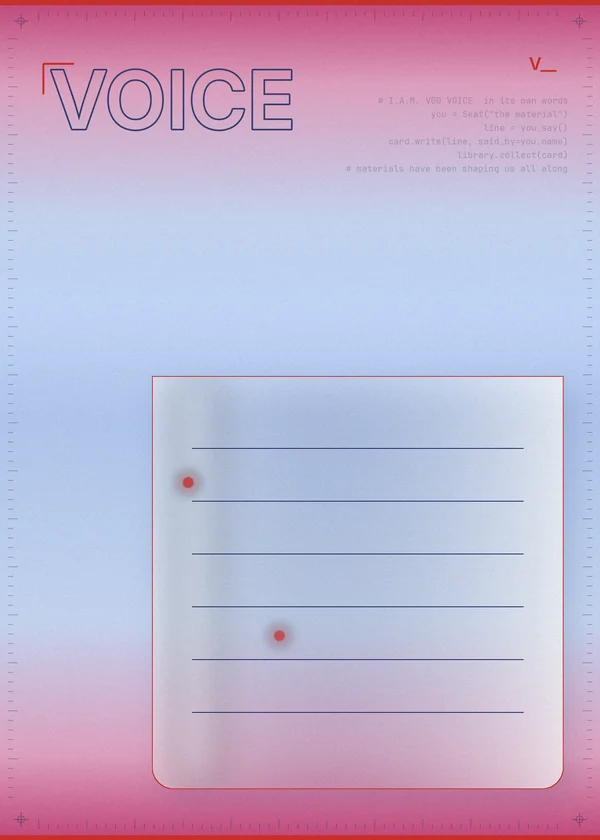 VOICE
V_
# I.A.M. V00 VOICE  in its own words
you = Seat("the material")
line = you.say()
card.write(line, said_by=you.name)
library.collect(card)
# materials have been shaping us all along